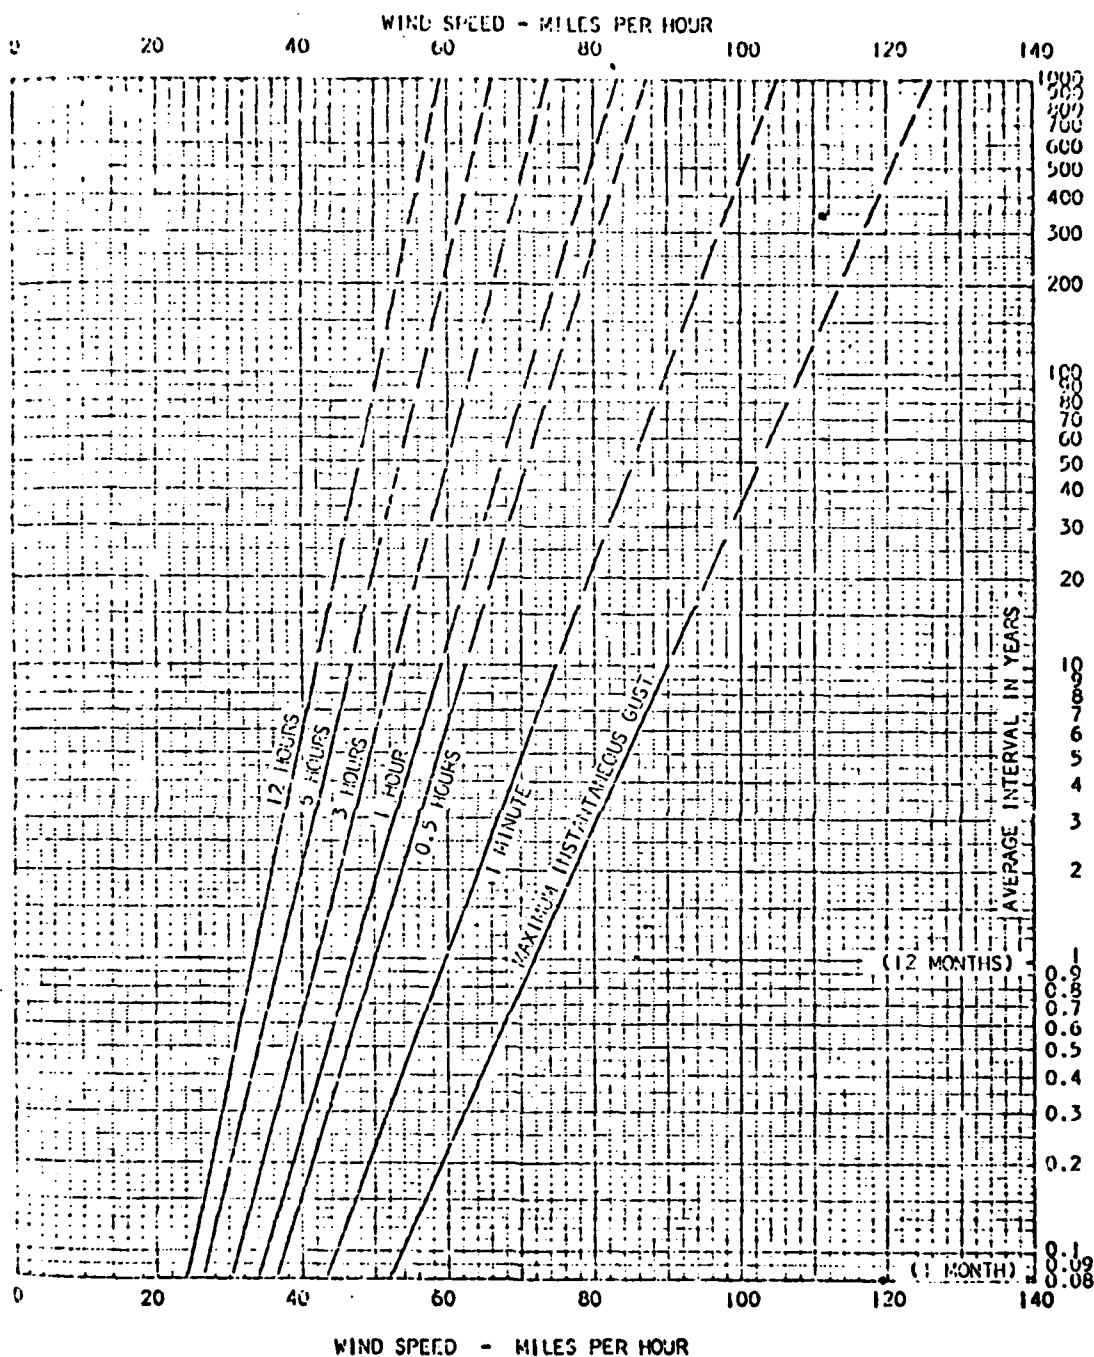 WIND SPEED - MILES PER HOUR
0 20 40 60 80 100 120 140
1000
900
800
700
600
500
400
300
200
100
90
80
70
60
50
40
30
20
10
9
8
7
6
5
4
3
2
1
0.9
0.8
0.7
0.6
0.5
0.4
0.3
0.2
0.1
0.09
0.08
AVERAGE INTERVAL IN YEARS
(12 MONTHS)
(1 MONTH)
12 HOURS
HOURS
3 HOURS
1 HOUR
0.5 HOURS
1 MINUTE
MAXIMUM INSTANTANEOUS GUST
0 20 40 60 80 100 120 140
WIND SPEED - MILES PER HOUR